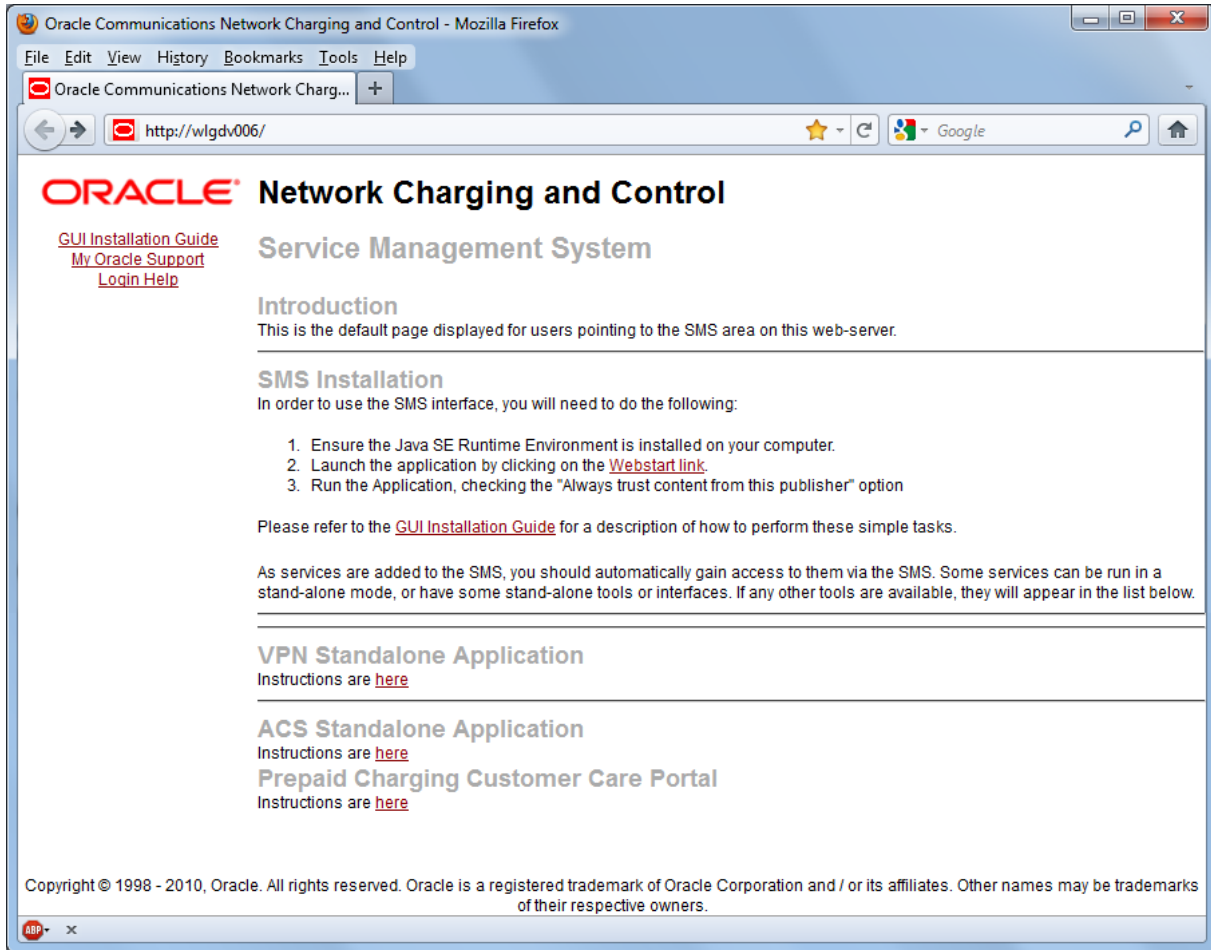 Oracle Communications Network Charging and Control - Mozilla Firefox
File Edit View History Bookmarks Tools Help
Oracle Communications Network Charg...
http://wlgdv006/
Google
ORACLE Network Charging and Control
GUI Installation Guide
My Oracle Support
Login Help
Service Management System
Introduction
This is the default page displayed for users pointing to the SMS area on this web-server.
SMS Installation
In order to use the SMS interface, you will need to do the following:
1. Ensure the Java SE Runtime Environment is installed on your computer.
2. Launch the application by clicking on the Webstart link.
3. Run the Application, checking the "Always trust content from this publisher" option
Please refer to the GUI Installation Guide for a description of how to perform these simple tasks.
As services are added to the SMS, you should automatically gain access to them via the SMS. Some services can be run in a
stand-alone mode, or have some stand-alone tools or interfaces. If any other tools are available, they will appear in the list below.
VPN Standalone Application
Instructions are here
ACS Standalone Application
Instructions are here
Prepaid Charging Customer Care Portal
Instructions are here
Copyright © 1998 - 2010, Oracle. All rights reserved. Oracle is a registered trademark of Oracle Corporation and / or its affiliates. Other names may be trademarks
of their respective owners.
ABP